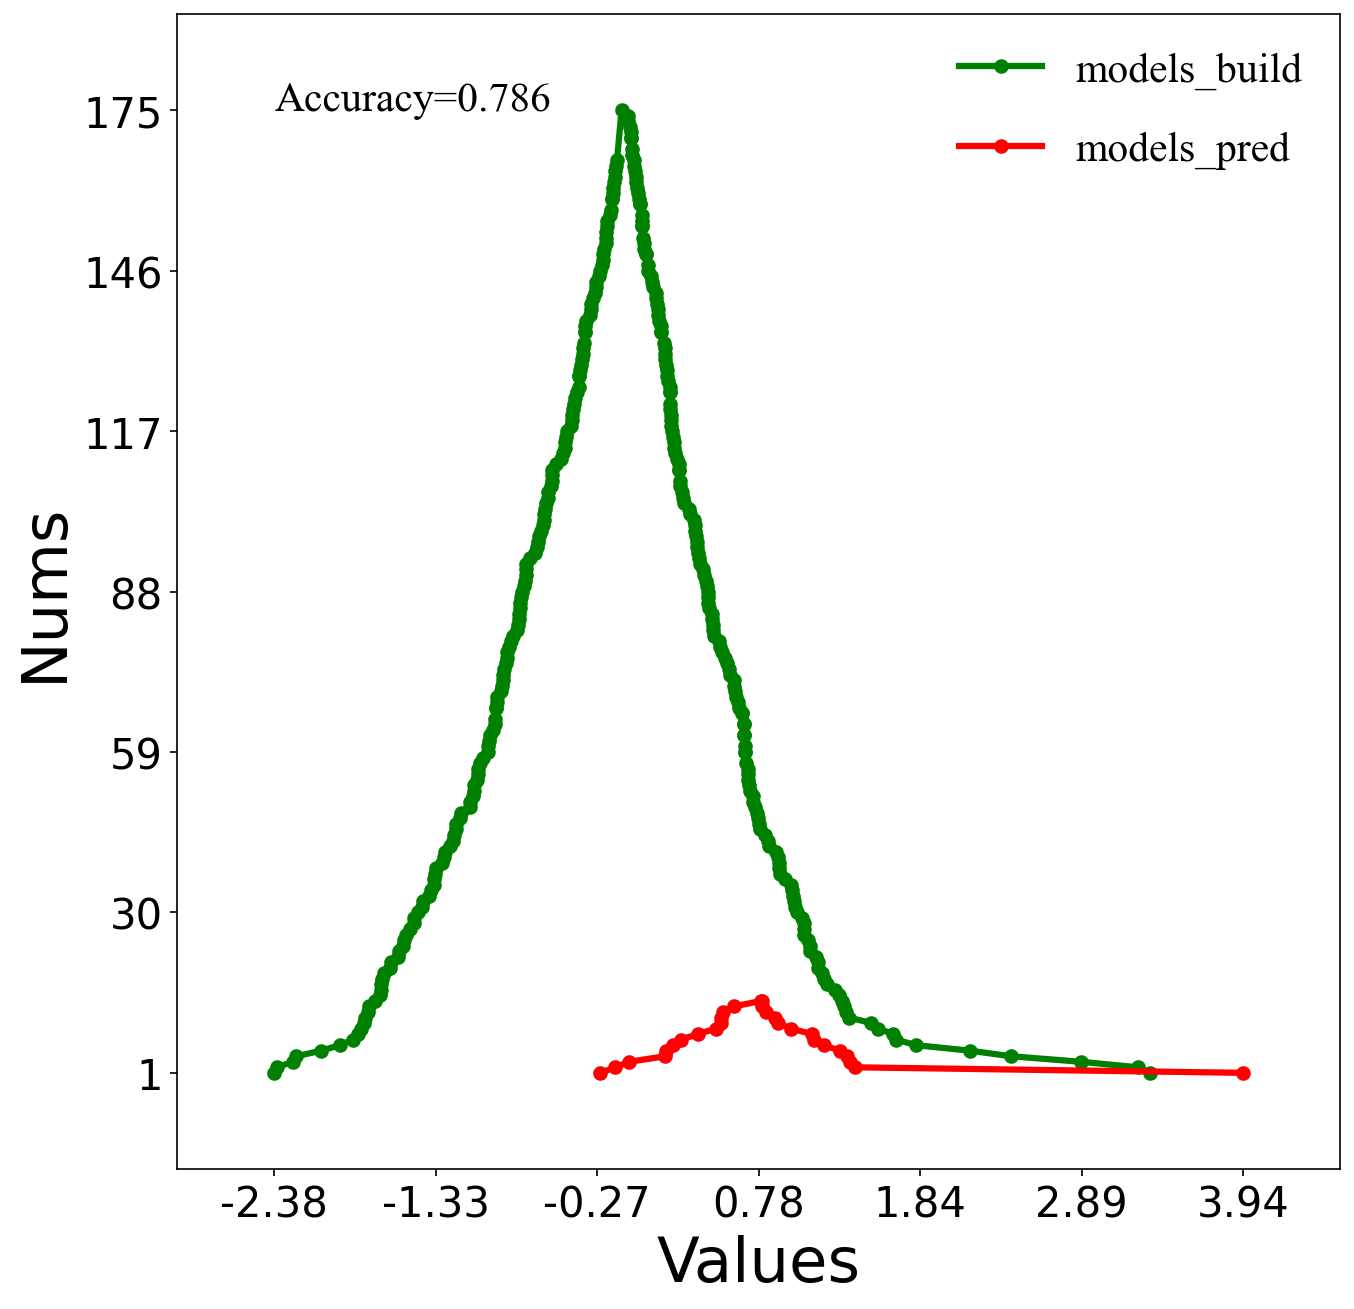 Accuracy=0.786
models_build
models_pred
175
146
117
88
59
30
1
Nums
-2.38 -1.33 -0.27 0.78 1.84 2.89 3.94
Values